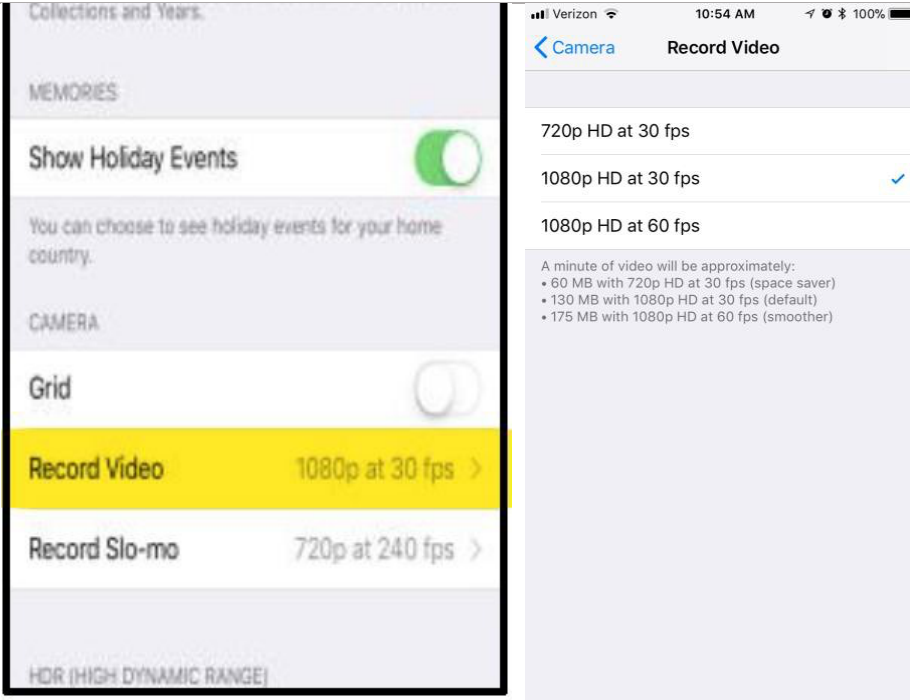 Collections and Years.
MEMORIES
Show Holiday Events
You can choose to see holiday events for your home
country.
CAMERA
Grid
Record Video 1080p at 30 fps
Record Slo-mo 720p at 240 fps
HDR (HIGH DYNAMIC RANGE)
Verizon 10:54 AM 100%
Camera Record Video
720p HD at 30 fps
1080p HD at 30 fps
1080p HD at 60 fps
A minute of video will be approximately:
• 60 MB with 720p HD at 30 fps (space saver)
• 130 MB with 1080p HD at 30 fps (default)
• 175 MB with 1080p HD at 60 fps (smoother)